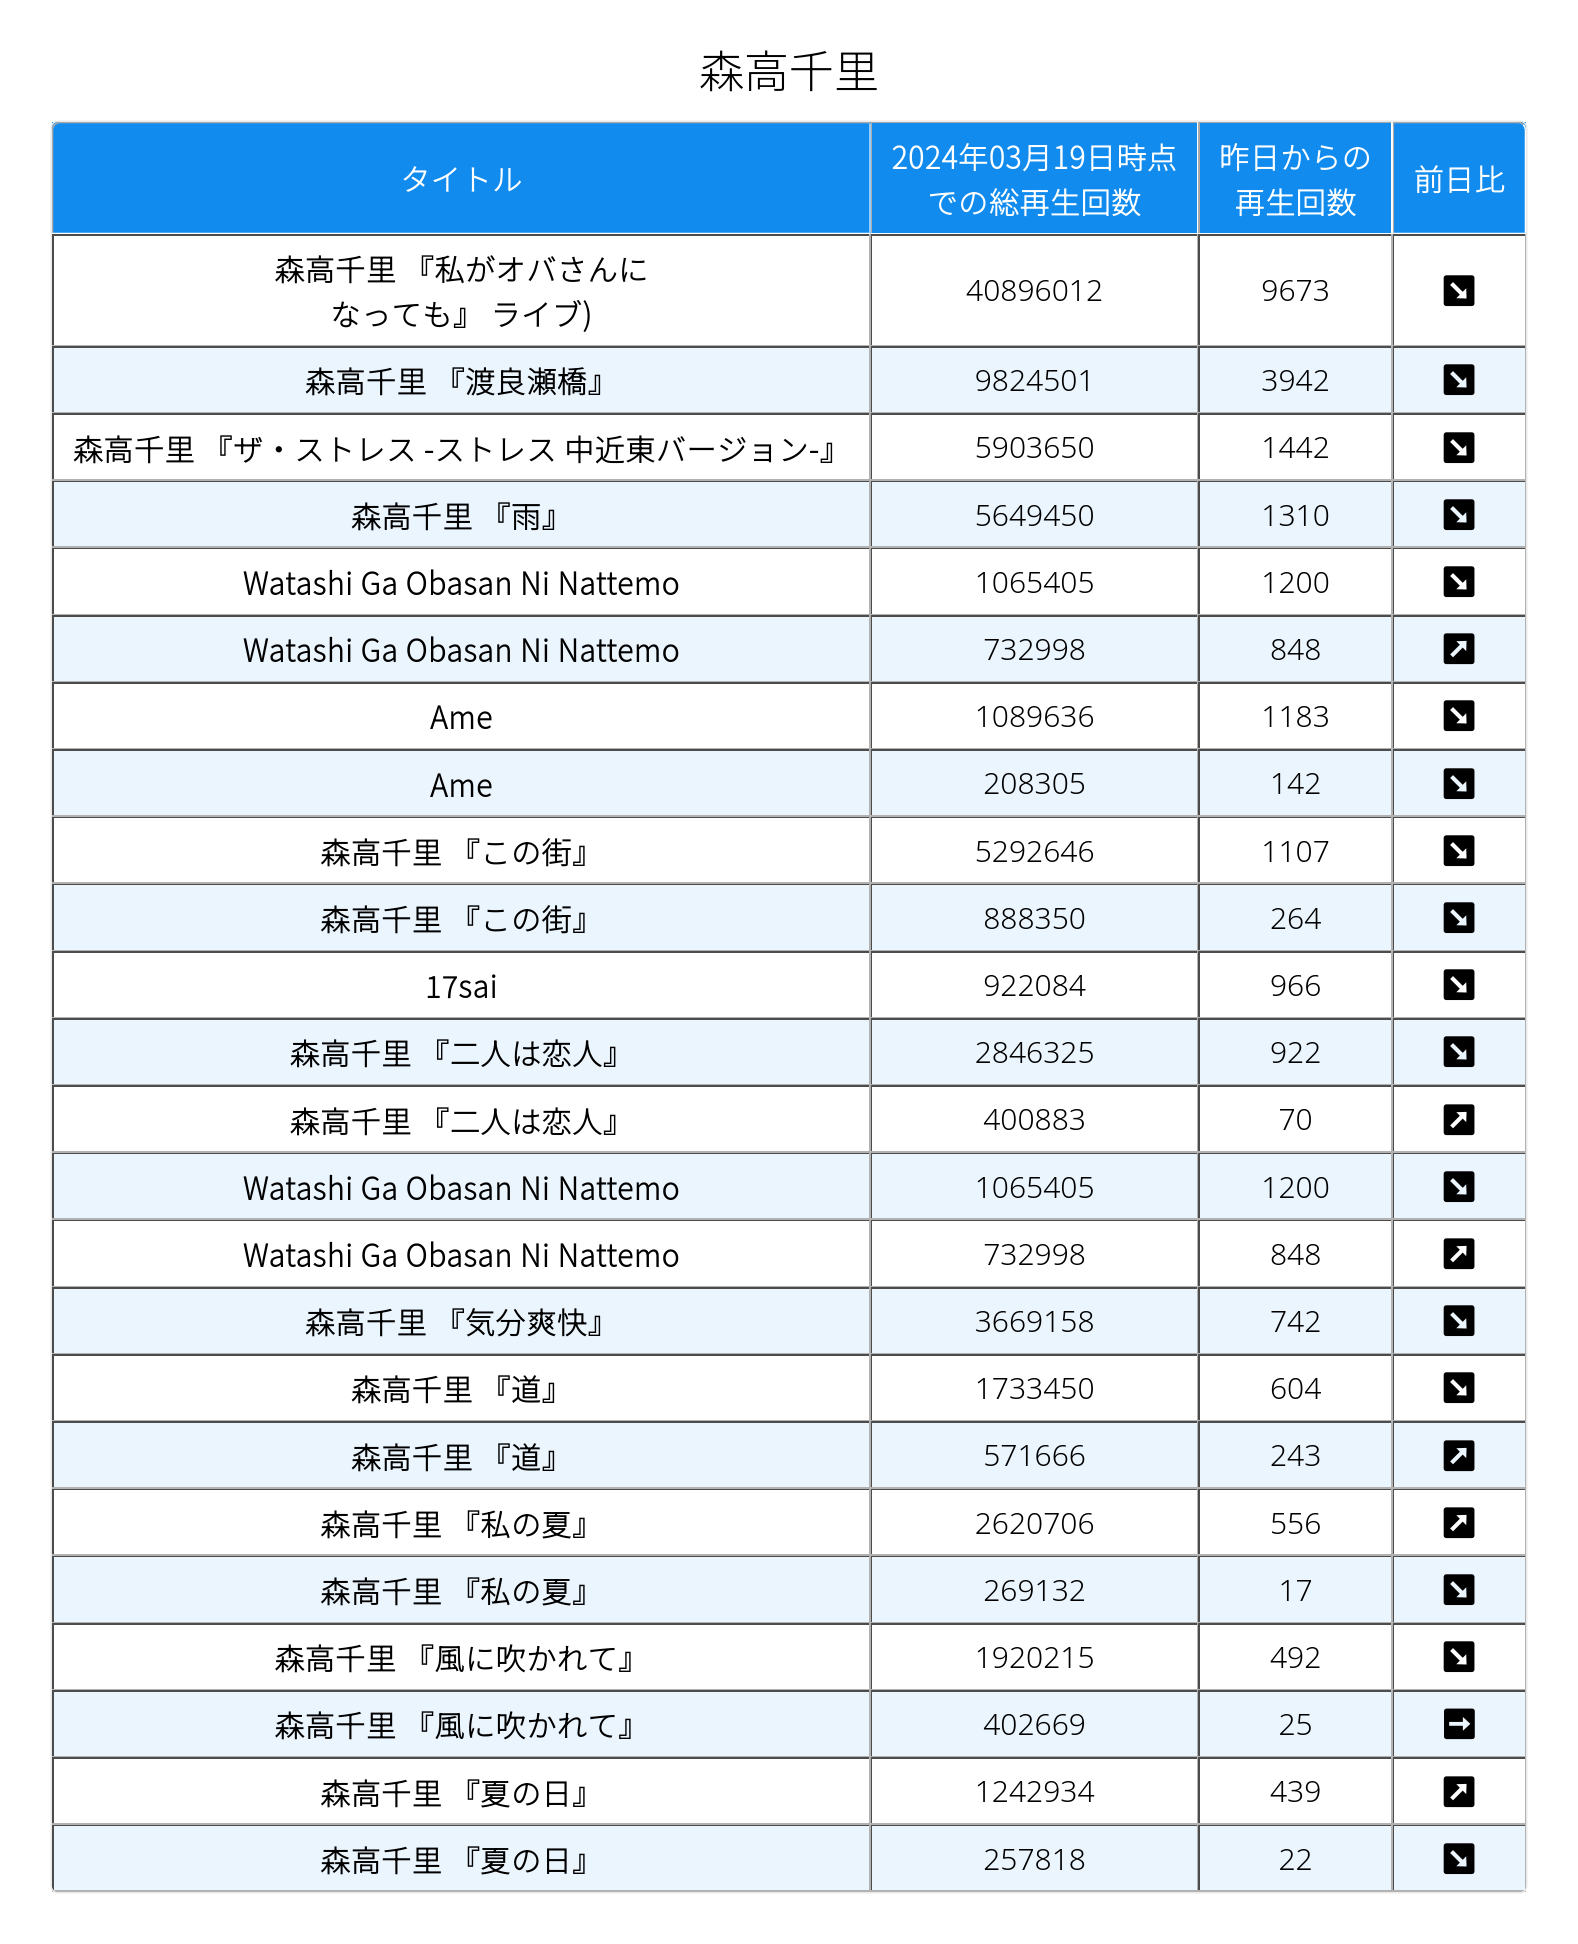 森高千里
タイトル
2024年03月19日時点
での総再生回数
昨日からの
再生回数
前日比
森高千里 『私がオバさんに
なっても』 ライブ)
40896012 9673 ↘
森高千里 『渡良瀬橋』 9824501 3942 ↘
森高千里 『ザ・ストレス -ストレス 中近東バージョン-』 5903650 1442 ↘
森高千里 『雨』 5649450 1310 ↘
Watashi Ga Obasan Ni Nattemo 1065405 1200 ↘
Watashi Ga Obasan Ni Nattemo 732998 848 ↗
Ame 1089636 1183 ↘
Ame 208305 142 ↘
森高千里 『この街』 5292646 1107 ↘
森高千里 『この街』 888350 264 ↘
17sai 922084 966 ↘
森高千里 『二人は恋人』 2846325 922 ↘
森高千里 『二人は恋人』 400883 70 ↗
Watashi Ga Obasan Ni Nattemo 1065405 1200 ↘
Watashi Ga Obasan Ni Nattemo 732998 848 ↗
森高千里 『気分爽快』 3669158 742 ↘
森高千里 『道』 1733450 604 ↘
森高千里 『道』 571666 243 ↗
森高千里 『私の夏』 2620706 556 ↗
森高千里 『私の夏』 269132 17 ↘
森高千里 『風に吹かれて』 1920215 492 ↘
森高千里 『風に吹かれて』 402669 25 →
森高千里 『夏の日』 1242934 439 ↗
森高千里 『夏の日』 257818 22 ↘